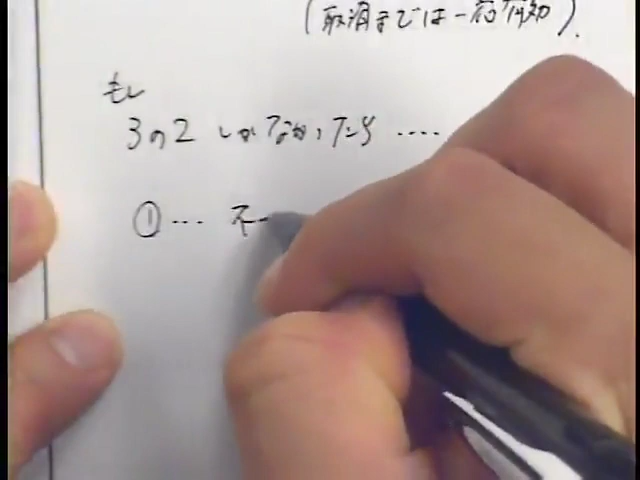 (取消までは一応有効).
もし
3の2 しかなかったら ....
① ... 不